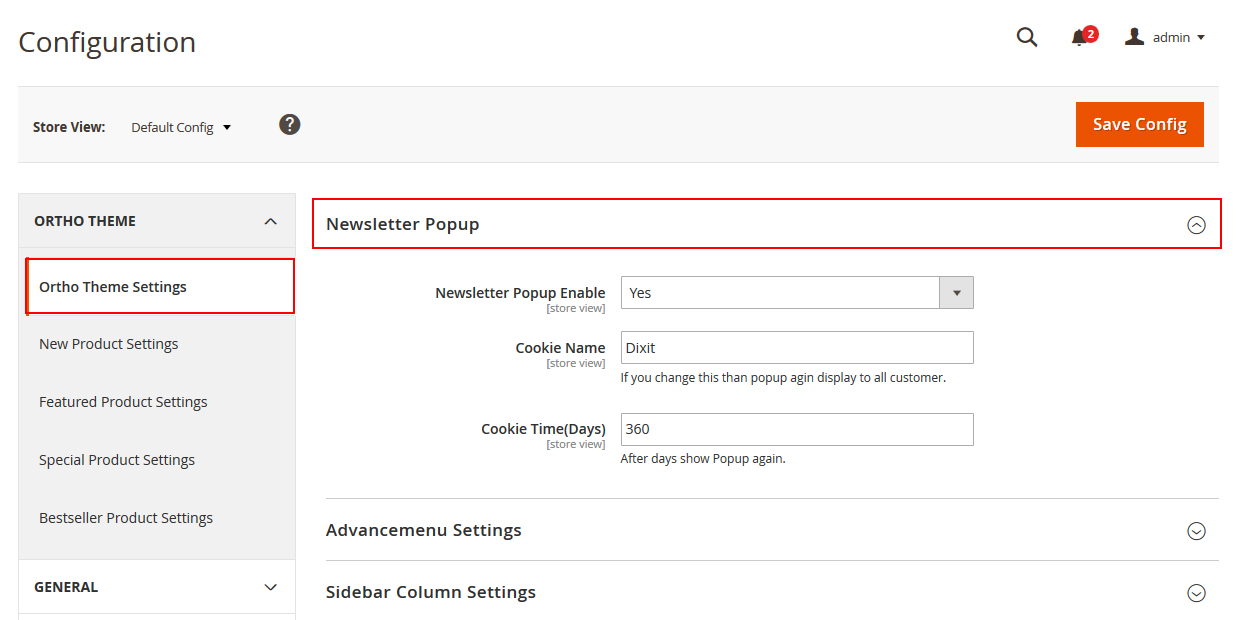 Configuration
2
admin
Store View: Default Config ?
Save Config
ORTHO THEME
Ortho Theme Settings
New Product Settings
Featured Product Settings
Special Product Settings
Bestseller Product Settings
GENERAL
Newsletter Popup
Newsletter Popup Enable Yes
[store view]
Cookie Name Dixit
[store view]
If you change this than popup agin display to all customer.
Cookie Time(Days) 360
[store view]
After days show Popup again.
Advancemenu Settings
Sidebar Column Settings